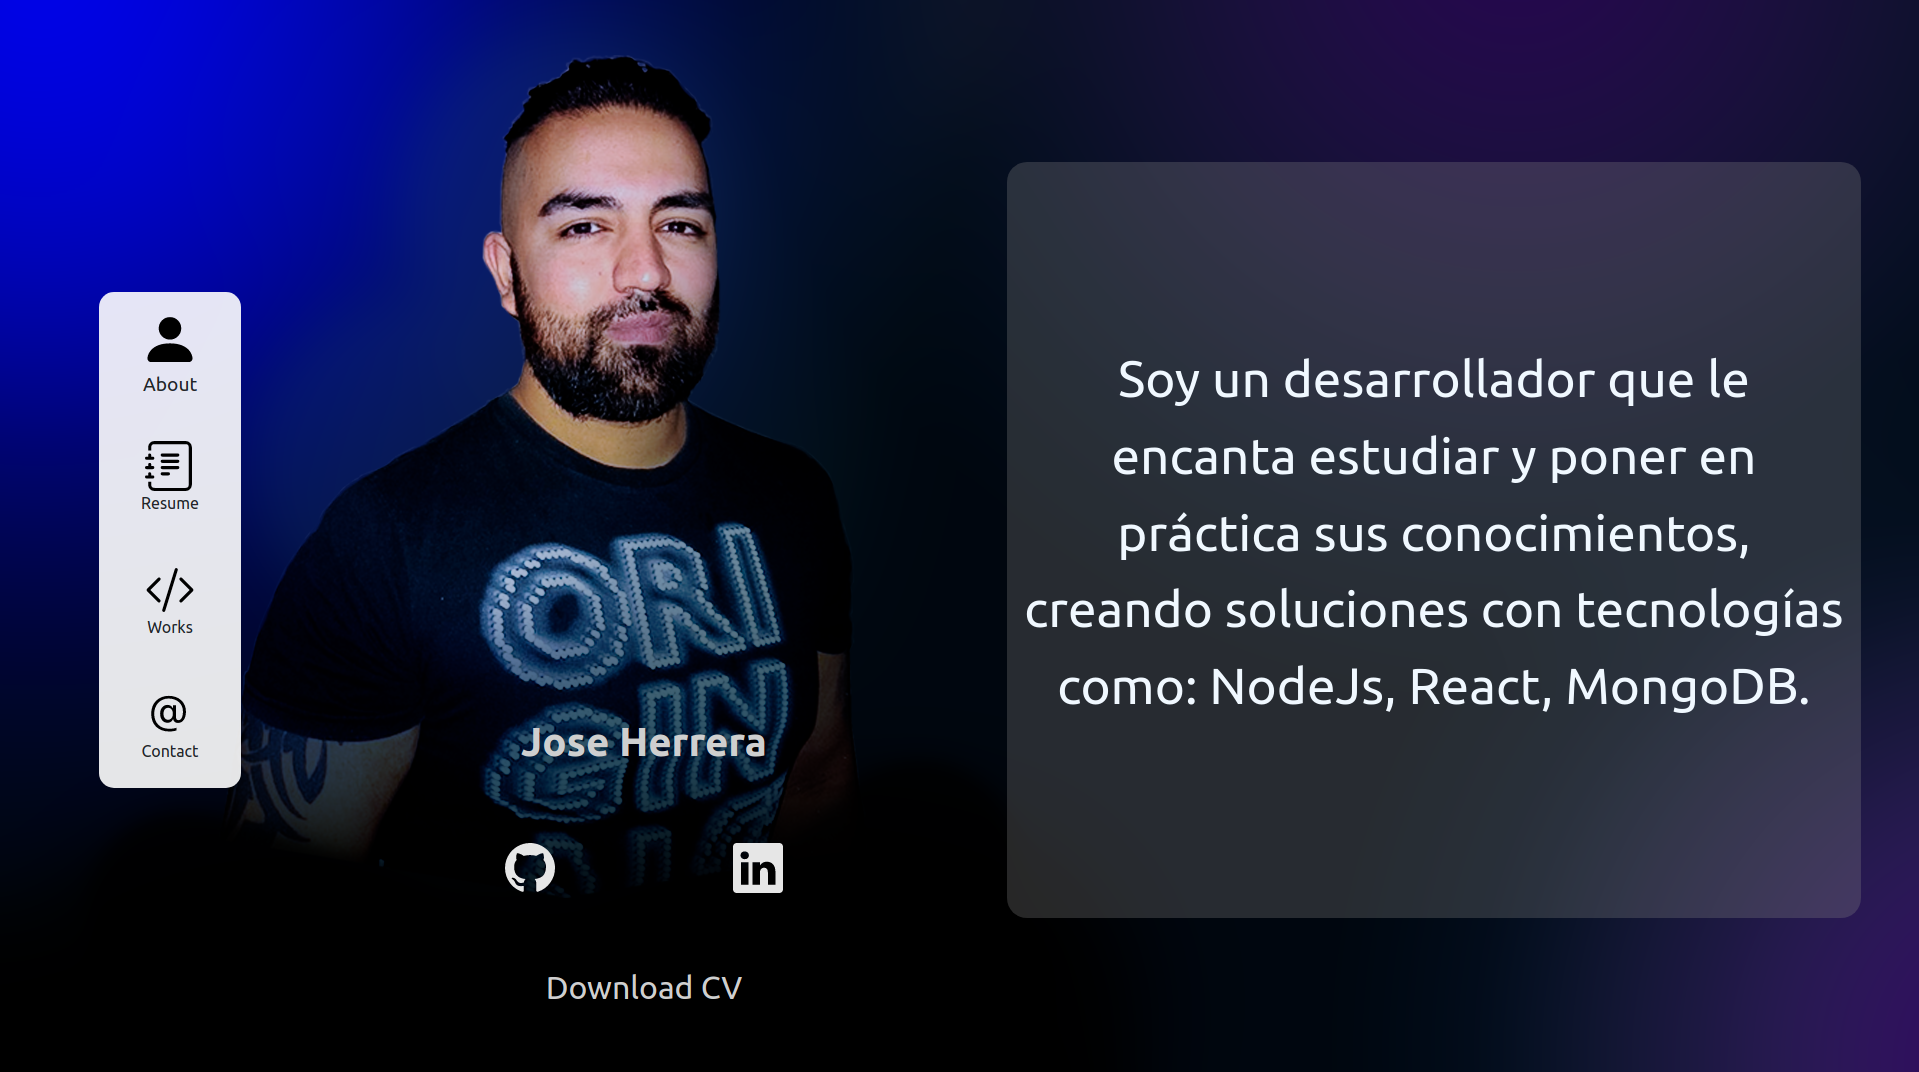 About
Resume
Works
@
Contact
ORI
GIN
Jose Herrera
in
Download CV
Soy un desarrollador que le
encanta estudiar y poner en
práctica sus conocimientos,
creando soluciones con tecnologías
como: NodeJs, React, MongoDB.